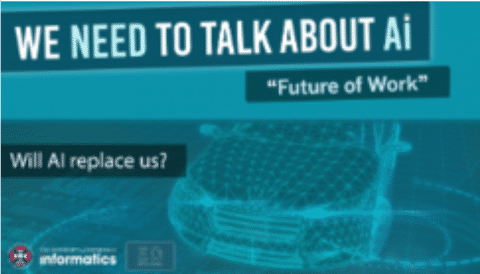 WE NEED TO TALK ABOUT Ai
“Future of Work”
Will AI replace us?
informatics